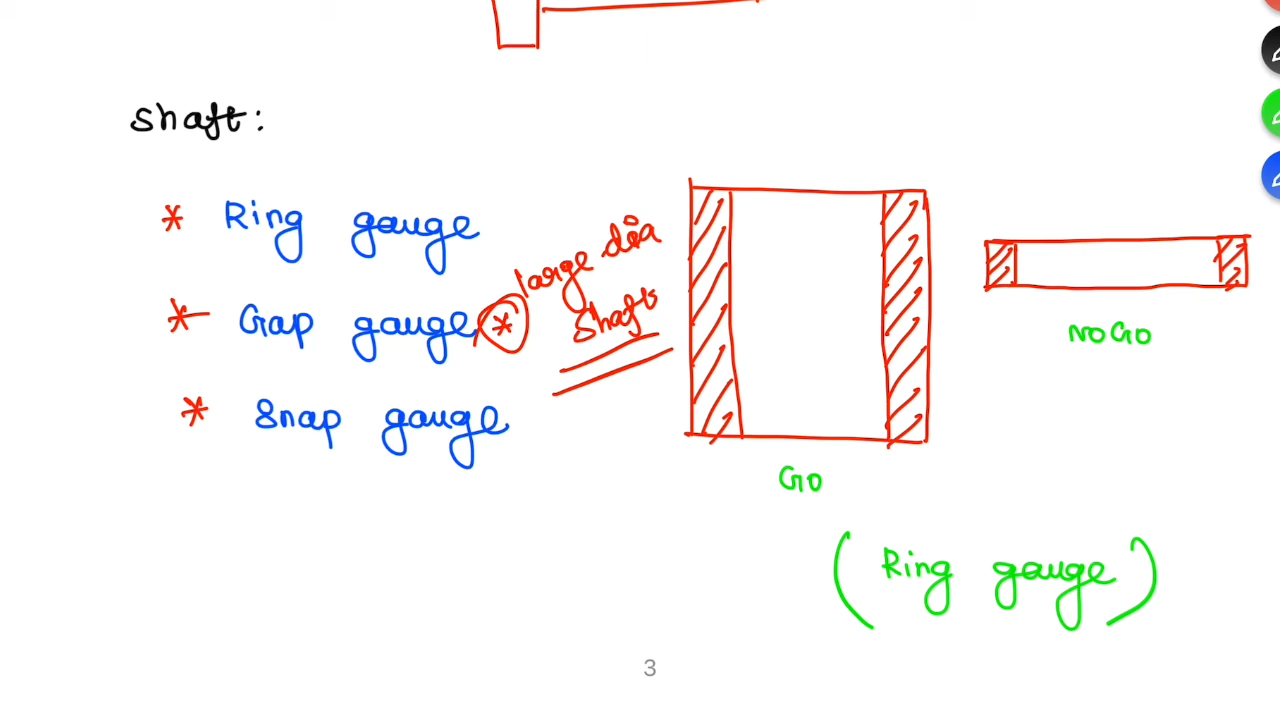 Shaft:
* Ring gauge
* Gap gauge *
large dia
shafts
* Snap gauge
GO
NOGO
(Ring gauge)
3